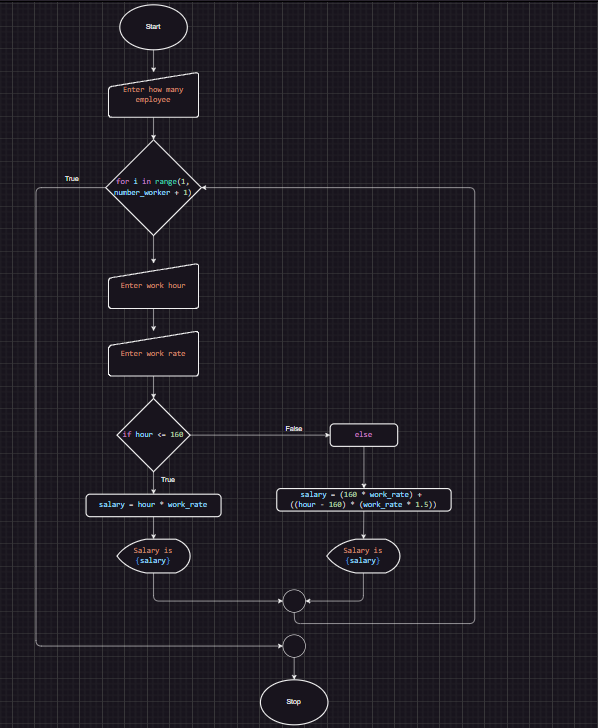 Start
Enter how many
employee
True
for i in range(1,
number_worker + 1)
Enter work hour
Enter work rate
if hour <= 160
False
else
True
salary = hour * work_rate
salary = (160 * work_rate) +
((hour - 160) * (work_rate * 1.5))
Salary is
{salary}
Salary is
{salary}
Stop